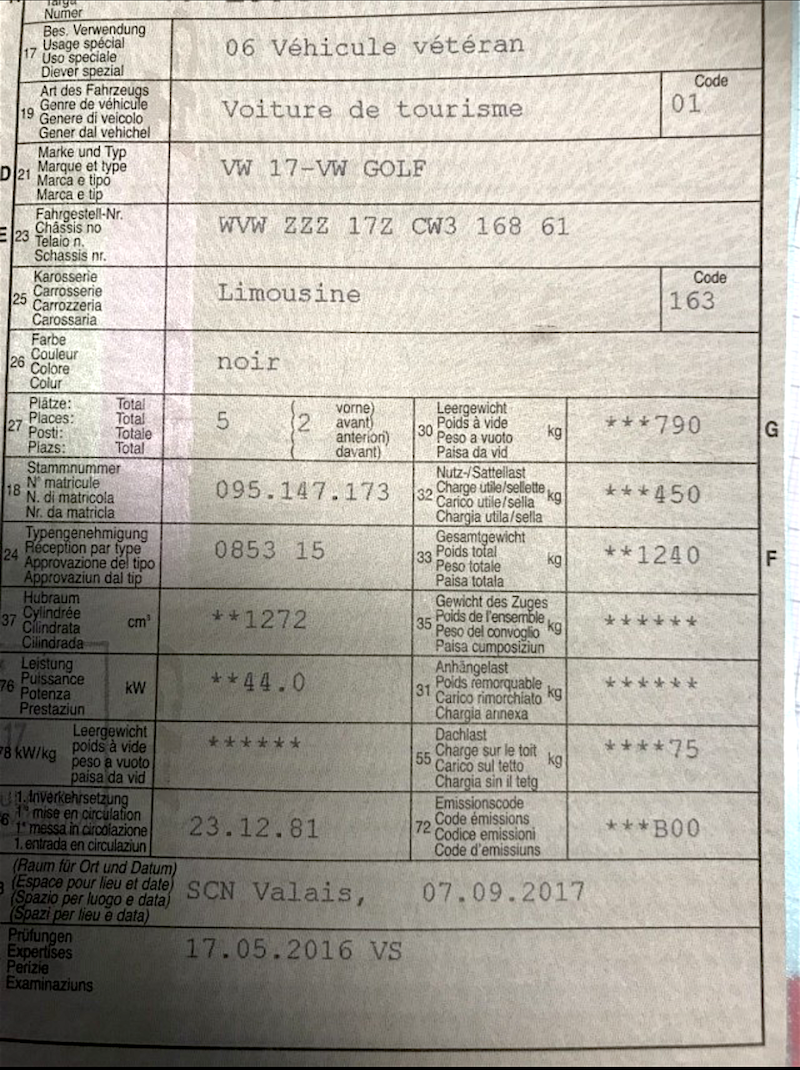 Targa
Numer
Bes. Verwendung
17 Usage spécial
Uso speciale
Diever spezial
06 Véhicule vétéran
Art des Fahrzeugs
19 Genre de véhicule
Genere di veicolo
Gener dal vehichel
Voiture de tourisme
Code
01
Marke und Typ
D 21 Marque et type
Marca e tipo
Marca e tip
VW 17-VW GOLF
Fahrgestell-Nr.
E 23 Châssis no
Telaio n.
Schassis nr.
WVW ZZZ 17Z CW3 168 61
Karosserie
25 Carrosserie
Carrozzeria
Carossaria
Limousine
Code
163
Farbe
26 Couleur
Colore
Colur
noir
Plätze: Total
27 Places: Total
Posti: Totale
Plazs: Total
5 (2
vorne)
avant)
anterion)
davant)
Leergewicht
30 Poids à vide kg
Peso a vuoto
Paisa da vid
***790
G
Stammnummer
18 N° matricule
N. di matricola
Nr. da matricla
095.147.173
Nutz-/Sattellast
32 Charge utile/sellette kg
Carico utile/sella
Chargia utila/sella
***450
Typengenehmigung
24 Réception par type
Approvazione del tipo
Approvaziun dal tip
0853 15
Gesamtgewicht
33 Poids total kg
Peso totale
Paisa totala
**1240
F
Hubraum
37 Cylindrée cm³
Cilindrata
Cilindrada
**1272
Gewicht des Zuges
35 Poids de l'ensemble kg
Peso del convoglio
Paisa cumposiziun
******
Leistung
76 Puissance kW
Potenza
Prestaziun
**44.0
Anhängelast
31 Poids remorquable kg
Carico rimorchiato
Chargia annexa
******
Leergewicht
78 kW/kg poids à vide
peso a vuoto
paisa da vid
******
Dachlast
55 Charge sur le toit kg
Carico sul tetto
Chargia sin il tetg
****75
1. Inverkehrsetzung
6 1re mise en circulation
1a messa in circolazione
1. entrada en circulaziun
23.12.81
Emissionscode
72 Code émissions
Codice emissioni
Code d'emissiuns
***B00
(Raum für Ort und Datum)
(Espace pour lieu et date)
(Spazio per luogo e data)
(Spazi per lieu e data)
SCN Valais, 07.09.2017
Prüfungen
Expertises
Perizie
Examinaziuns
17.05.2016 VS